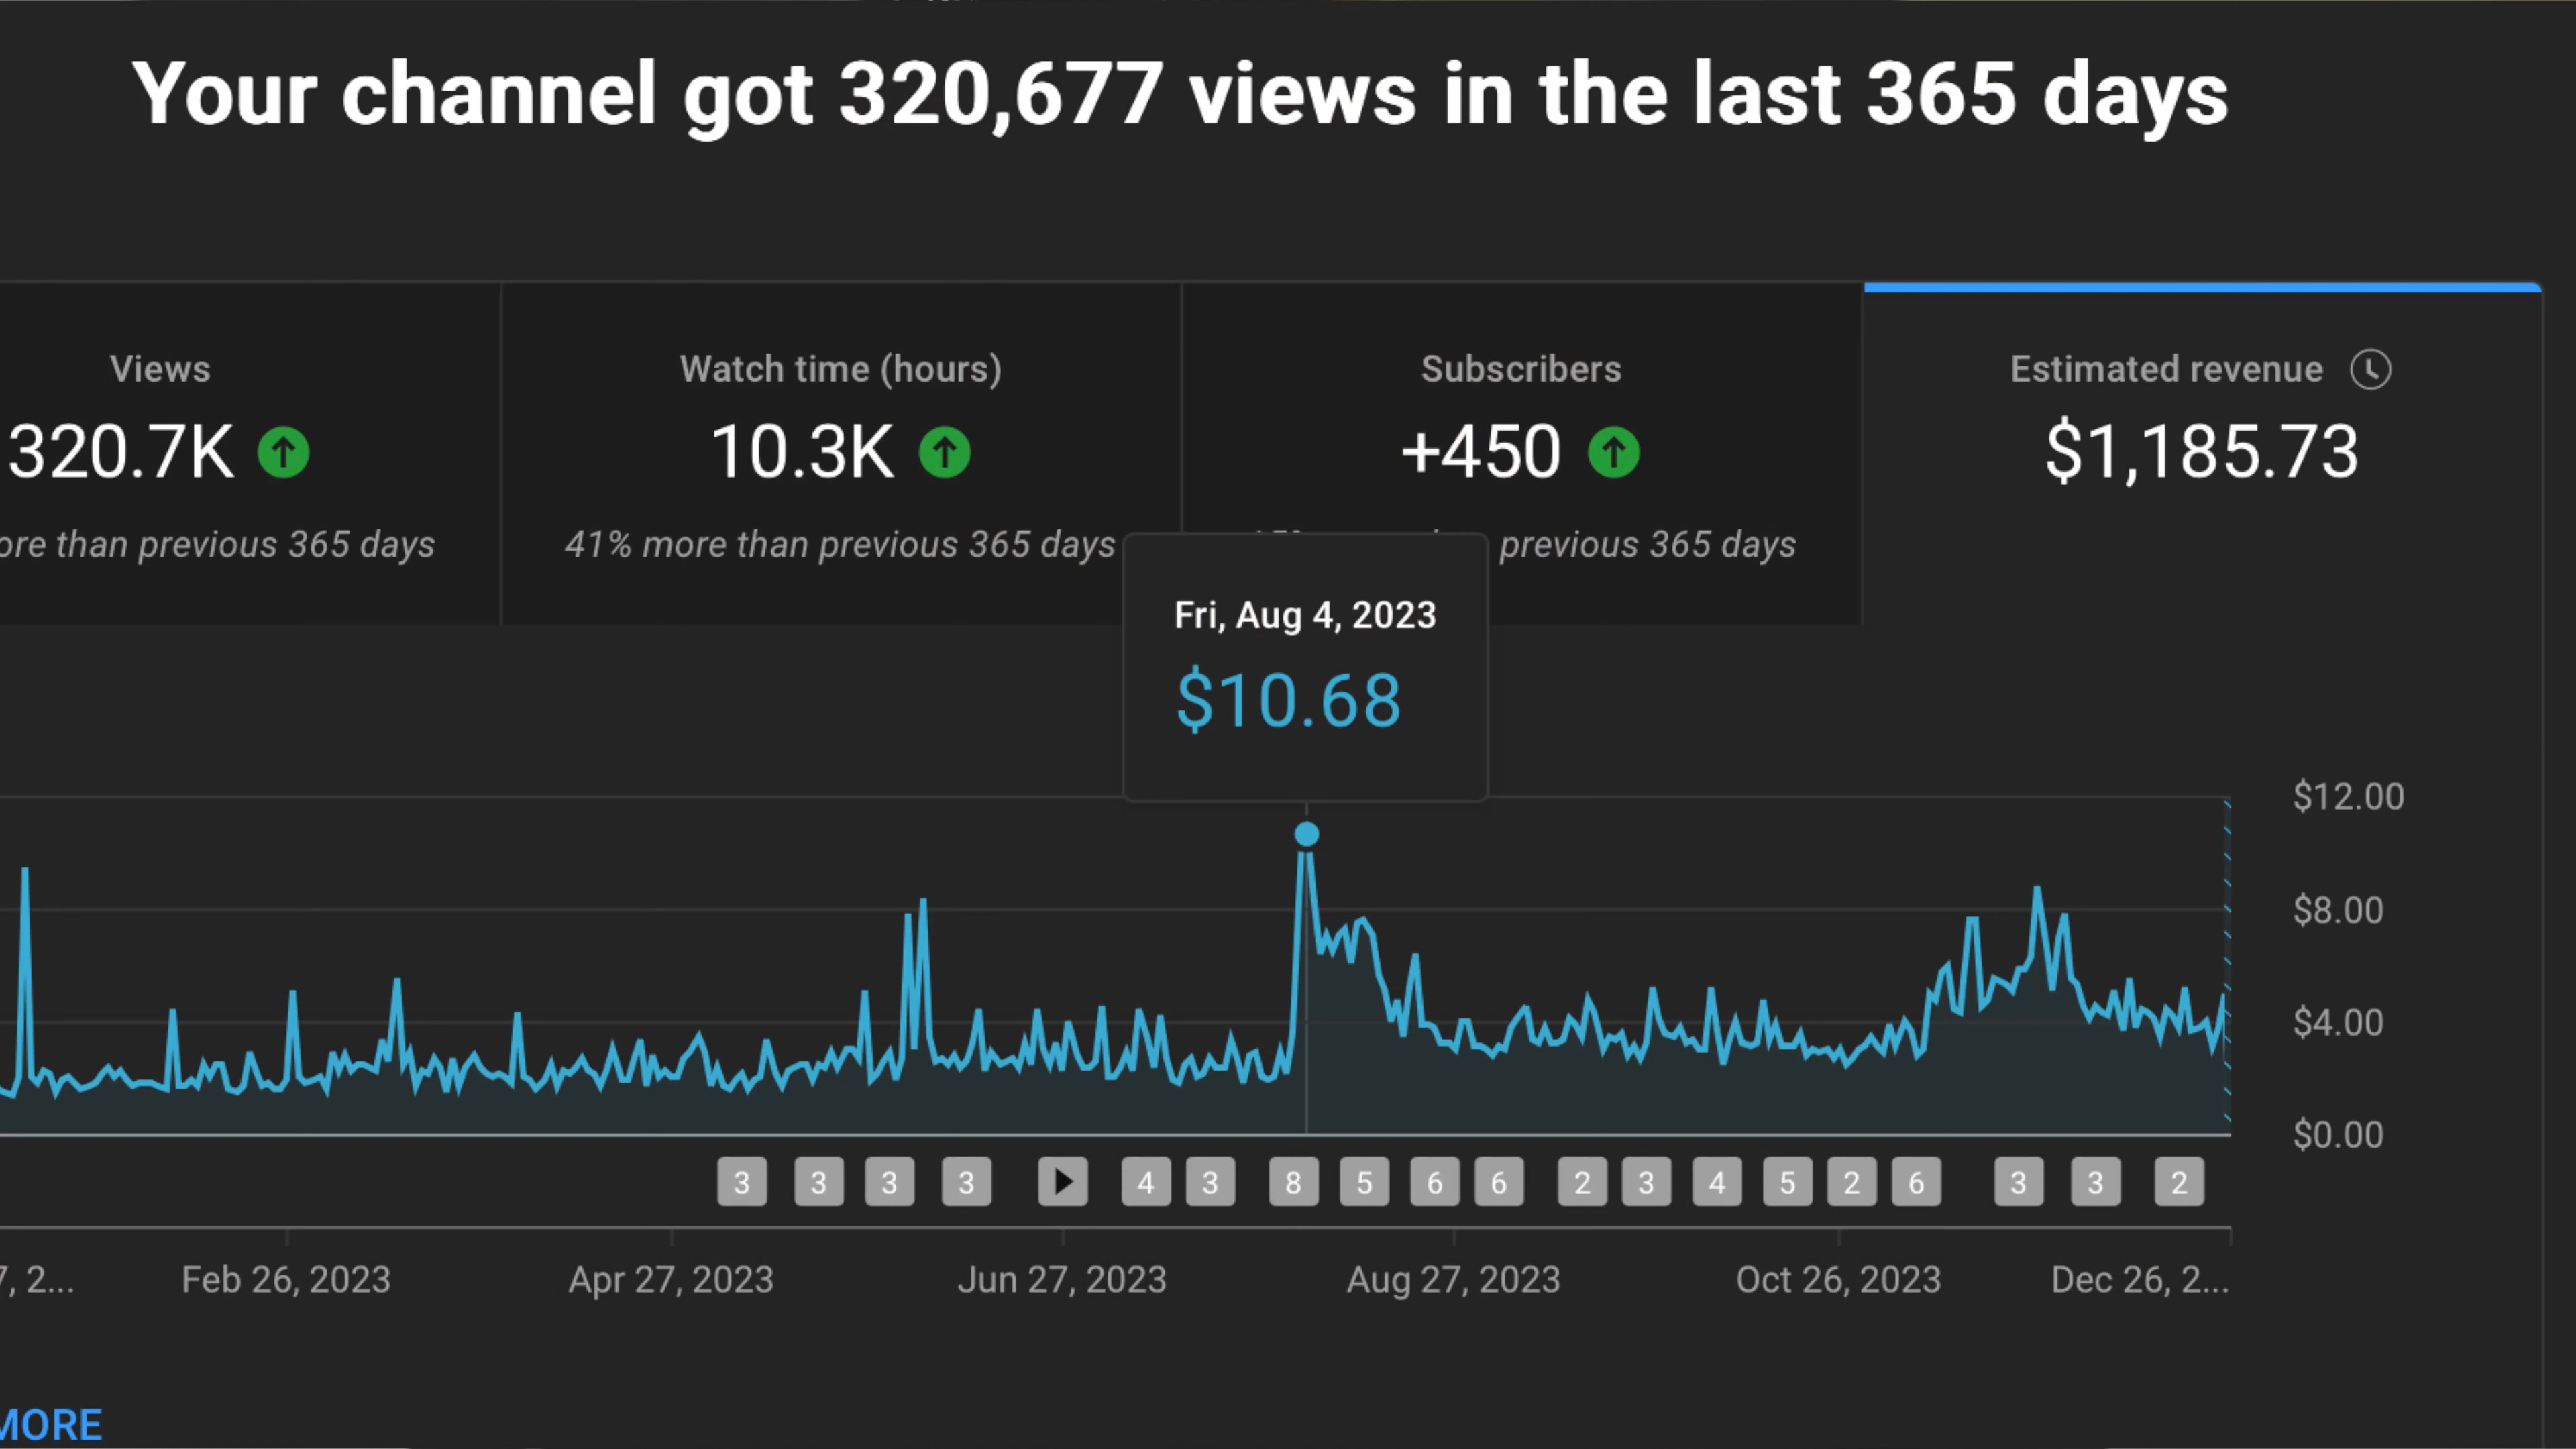 Your channel got 320,677 views in the last 365 days
Views
320.7K
ore than previous 365 days
Watch time (hours)
10.3K
41% more than previous 365 days
Subscribers
+450
previous 365 days
Estimated revenue
$1,185.73
Fri, Aug 4, 2023
$10.68
$12.00
$8.00
$4.00
$0.00
3 3 3 3 4 3 8 5 6 6 2 3 4 5 2 6 3 3 2
7, 2... Feb 26, 2023 Apr 27, 2023 Jun 27, 2023 Aug 27, 2023 Oct 26, 2023 Dec 26, 2...
MORE